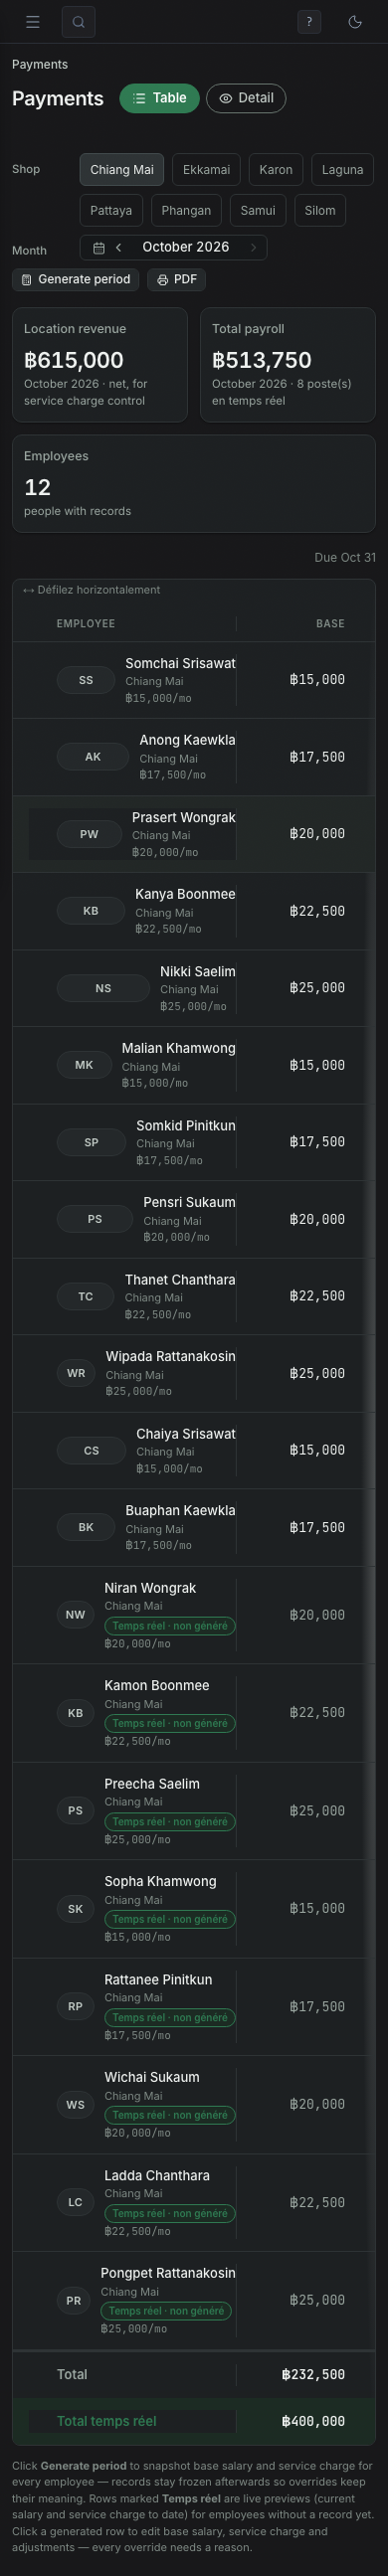 ?
Payments
Payments
Table
Detail
Shop
Chiang Mai
Ekkamai
Karon
Laguna
Pattaya
Phangan
Samui
Silom
Month
October 2026
Generate period
PDF
Location revenue
฿615,000
October 2026 · net, for
service charge control
Total payroll
฿513,750
October 2026 · 8 poste(s)
en temps réel
Employees
12
people with records
Due Oct 31
↔ Défilez horizontalement
EMPLOYEE
BASE
SS
Somchai Srisawat
Chiang Mai
฿15,000/mo
฿15,000
AK
Anong Kaewkla
Chiang Mai
฿17,500/mo
฿17,500
PW
Prasert Wongrak
Chiang Mai
฿20,000/mo
฿20,000
KB
Kanya Boonmee
Chiang Mai
฿22,500/mo
฿22,500
NS
Nikki Saelim
Chiang Mai
฿25,000/mo
฿25,000
MK
Malian Khamwong
Chiang Mai
฿15,000/mo
฿15,000
SP
Somkid Pinitkun
Chiang Mai
฿17,500/mo
฿17,500
PS
Pensri Sukaum
Chiang Mai
฿20,000/mo
฿20,000
TC
Thanet Chanthara
Chiang Mai
฿22,500/mo
฿22,500
WR
Wipada Rattanakosin
Chiang Mai
฿25,000/mo
฿25,000
CS
Chaiya Srisawat
Chiang Mai
฿15,000/mo
฿15,000
BK
Buaphan Kaewkla
Chiang Mai
฿17,500/mo
฿17,500
NW
Niran Wongrak
Chiang Mai
Temps réel · non généré
฿20,000/mo
฿20,000
KB
Kamon Boonmee
Chiang Mai
Temps réel · non généré
฿22,500/mo
฿22,500
PS
Preecha Saelim
Chiang Mai
Temps réel · non généré
฿25,000/mo
฿25,000
SK
Sopha Khamwong
Chiang Mai
Temps réel · non généré
฿15,000/mo
฿15,000
RP
Rattanee Pinitkun
Chiang Mai
Temps réel · non généré
฿17,500/mo
฿17,500
WS
Wichai Sukaum
Chiang Mai
Temps réel · non généré
฿20,000/mo
฿20,000
LC
Ladda Chanthara
Chiang Mai
Temps réel · non généré
฿22,500/mo
฿22,500
PR
Pongpet Rattanakosin
Chiang Mai
Temps réel · non généré
฿25,000/mo
฿25,000
Total
฿232,500
Total temps réel
฿400,000
Click Generate period to snapshot base salary and service charge for
every employee — records stay frozen afterwards so overrides keep
their meaning. Rows marked Temps réel are live previews (current
salary and service charge to date) for employees without a record yet.
Click a generated row to edit base salary, service charge and
adjustments — every override needs a reason.